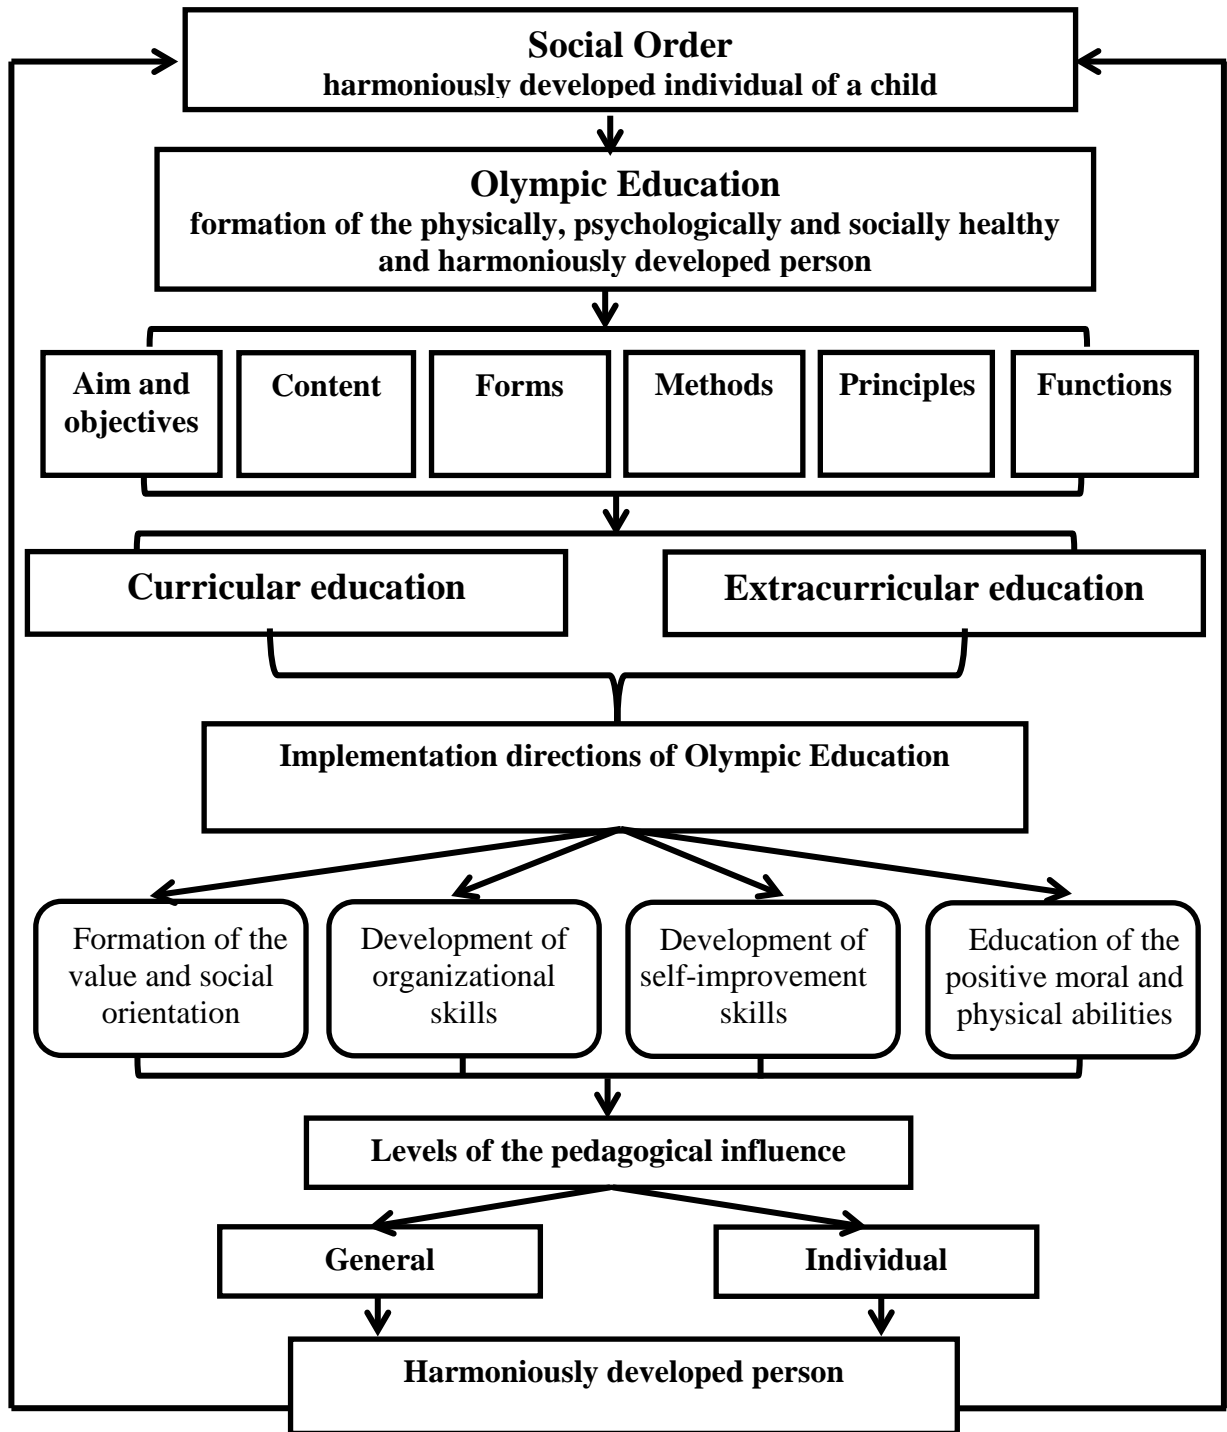 Social Order
harmoniously developed individual of a child
Olympic Education
formation of the physically, psychologically and socially healthy
and harmoniously developed person
Aim and
objectives
Content
Forms
Methods
Principles
Functions
Curricular education
Extracurricular education
Implementation directions of Olympic Education
Formation of the
value and social
orientation
Development of
organizational
skills
Development of
self-improvement
skills
Education of the
positive moral and
physical abilities
Levels of the pedagogical influence
General
Individual
Harmoniously developed person